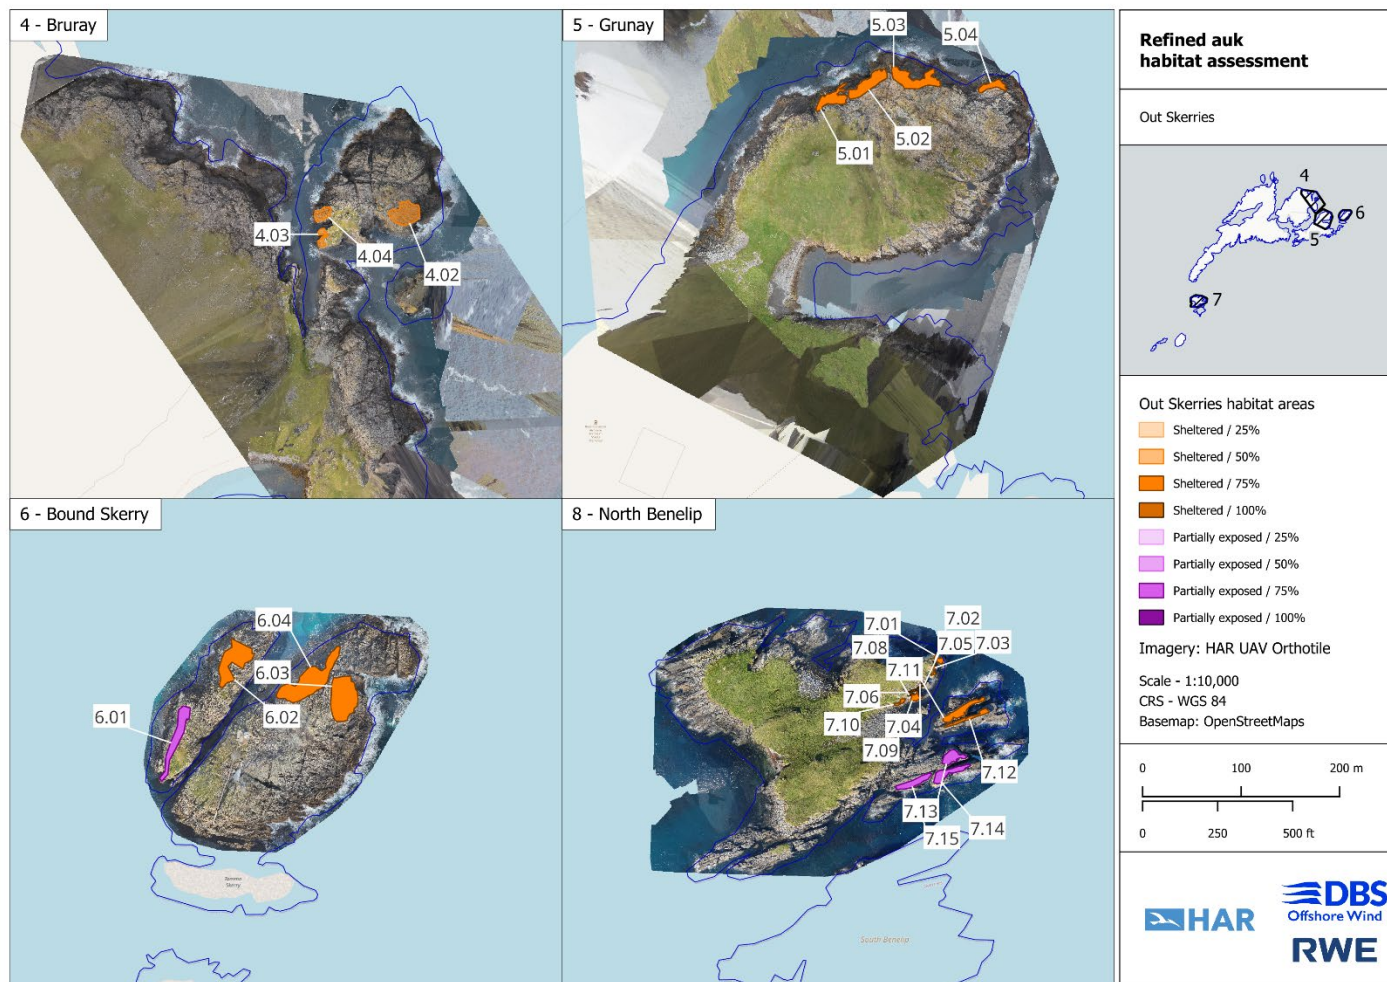 4 - Bruray
4.03
4.04
4.02
5 - Grunay
5.03
5.04
5.02
5.01
6 - Bound Skerry
6.04
6.03
6.01
6.02
8 - North Benelip
7.02
7.01
7.05
7.03
7.08
7.11
7.06
7.10
7.04
7.09
7.12
7.13
7.14
7.15
South Benelip
Refined auk
habitat assessment
Out Skerries
4
6
5
7
Out Skerries habitat areas
Sheltered / 25%
Sheltered / 50%
Sheltered / 75%
Sheltered / 100%
Partially exposed / 25%
Partially exposed / 50%
Partially exposed / 75%
Partially exposed / 100%
Imagery: HAR UAV Orthotile
Scale - 1:10,000
CRS - WGS 84
Basemap: OpenStreetMaps
0 100 200 m
0 250 500 ft
HAR
DBS
Offshore Wind
RWE